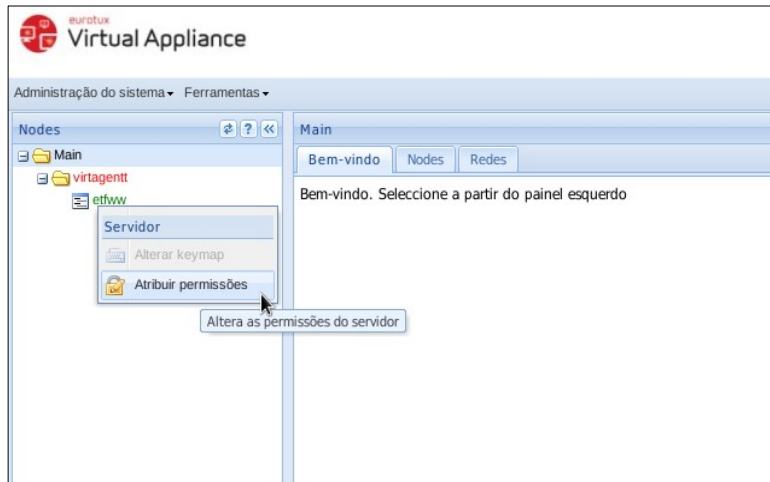 eurotux
Virtual Appliance
Administração do sistema Ferramentas
Nodes
Main
virtagentt
etfww
Servidor
Alterar keymap
Atribuir permissões
Altera as permissões do servidor
Main
Bem-vindo Nodes Redes
Bem-vindo. Seleccione a partir do painel esquerdo